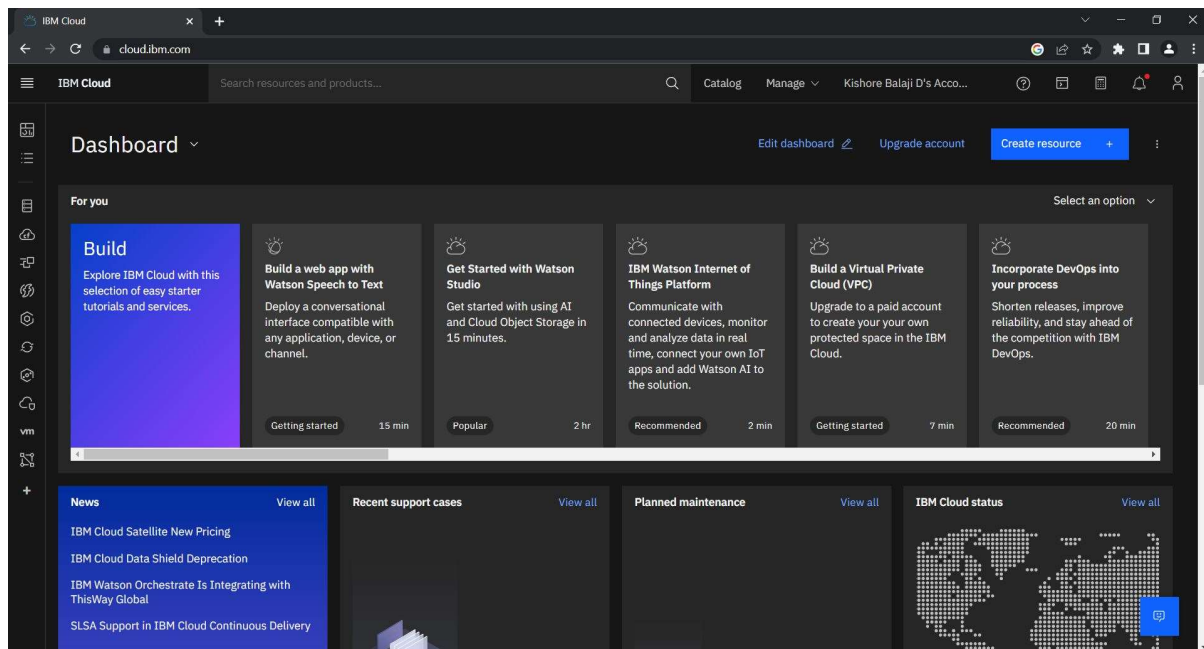 IBM Cloud
cloud.ibm.com
IBM Cloud
Search resources and products...
Catalog
Manage
Kishore Balaji D's Acco...
Dashboard
Edit dashboard
Upgrade account
Create resource +
For you
Select an option
Build
Explore IBM Cloud with this
selection of easy starter
tutorials and services.
Build a web app with
Watson Speech to Text
Deploy a conversational
interface compatible with
any application, device, or
channel.
Getting started 15 min
Get Started with Watson
Studio
Get started with using AI
and Cloud Object Storage in
15 minutes.
Popular 2 hr
IBM Watson Internet of
Things Platform
Communicate with
connected devices, monitor
and analyze data in real
time, connect your own IoT
apps and add Watson AI to
the solution.
Recommended 2 min
Build a Virtual Private
Cloud (VPC)
Upgrade to a paid account
to create your your own
protected space in the IBM
Cloud.
Getting started 7 min
Incorporate DevOps into
your process
Shorten releases, improve
reliability, and stay ahead of
the competition with IBM
DevOps.
Recommended 20 min
vm
News View all
IBM Cloud Satellite New Pricing
IBM Cloud Data Shield Deprecation
IBM Watson Orchestrate Is Integrating with
ThisWay Global
SLSA Support in IBM Cloud Continuous Delivery
Recent support cases View all
Planned maintenance View all
IBM Cloud status View all